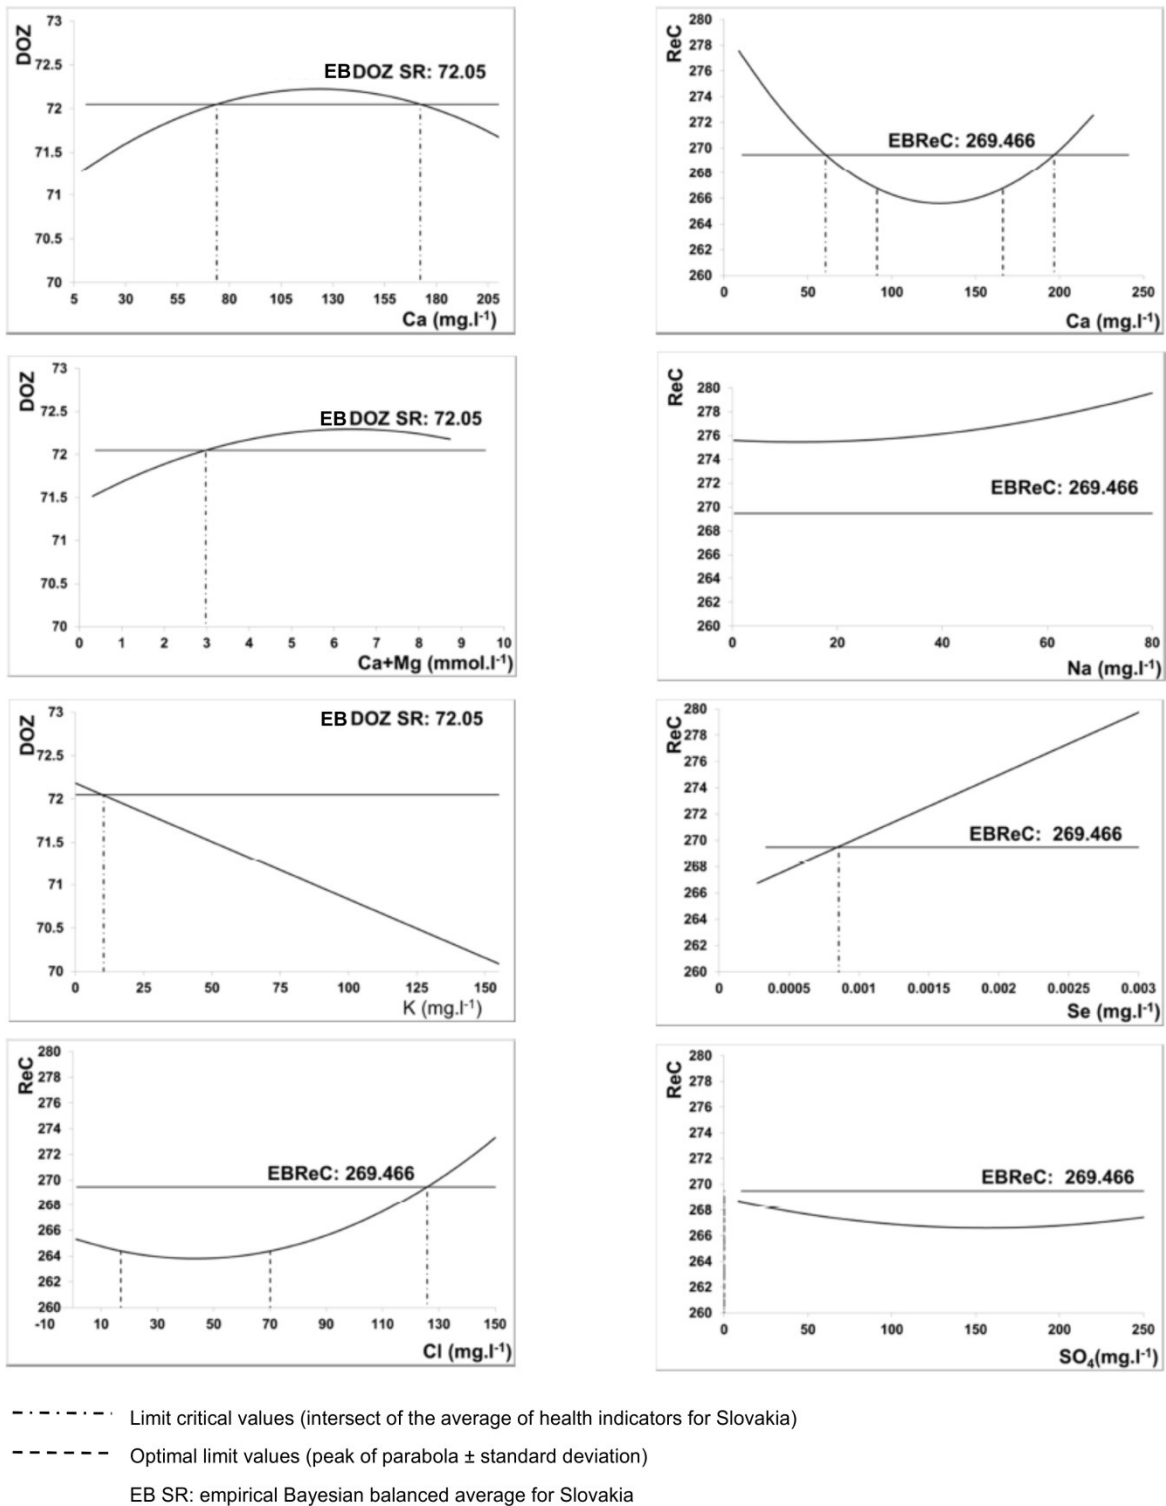 DOZ
73
72.5
72
71.5
71
70.5
70
EBDOZ SR: 72.05
5 30 55 80 105 130 155 180 205
Ca (mg.l⁻¹)
ReC
280
278
276
274
272
270
268
266
264
262
260
EBReC: 269.466
0 50 100 150 200 250
Ca (mg.l⁻¹)
DOZ
73
72.5
72
71.5
71
70.5
70
EB DOZ SR: 72.05
0 1 2 3 4 5 6 7 8 9 10
Ca+Mg (mmol.l⁻¹)
ReC
280
278
276
274
272
270
268
266
264
262
260
EBReC: 269.466
0 20 40 60 80
Na (mg.l⁻¹)
DOZ
73
72.5
72
71.5
71
70.5
70
EB DOZ SR: 72.05
0 25 50 75 100 125 150
K (mg.l⁻¹)
ReC
280
278
276
274
272
270
268
266
264
262
260
EBReC: 269.466
0 0.0005 0.001 0.0015 0.002 0.0025 0.003
Se (mg.l⁻¹)
ReC
280
278
276
274
272
270
268
266
264
262
260
EBReC: 269.466
-10 10 30 50 70 90 110 130 150
Cl (mg.l⁻¹)
ReC
280
278
276
274
272
270
268
266
264
262
260
EBReC: 269.466
0 50 100 150 200 250
SO₄(mg.l⁻¹)
Limit critical values (intersect of the average of health indicators for Slovakia)
Optimal limit values (peak of parabola ± standard deviation)
EB SR: empirical Bayesian balanced average for Slovakia